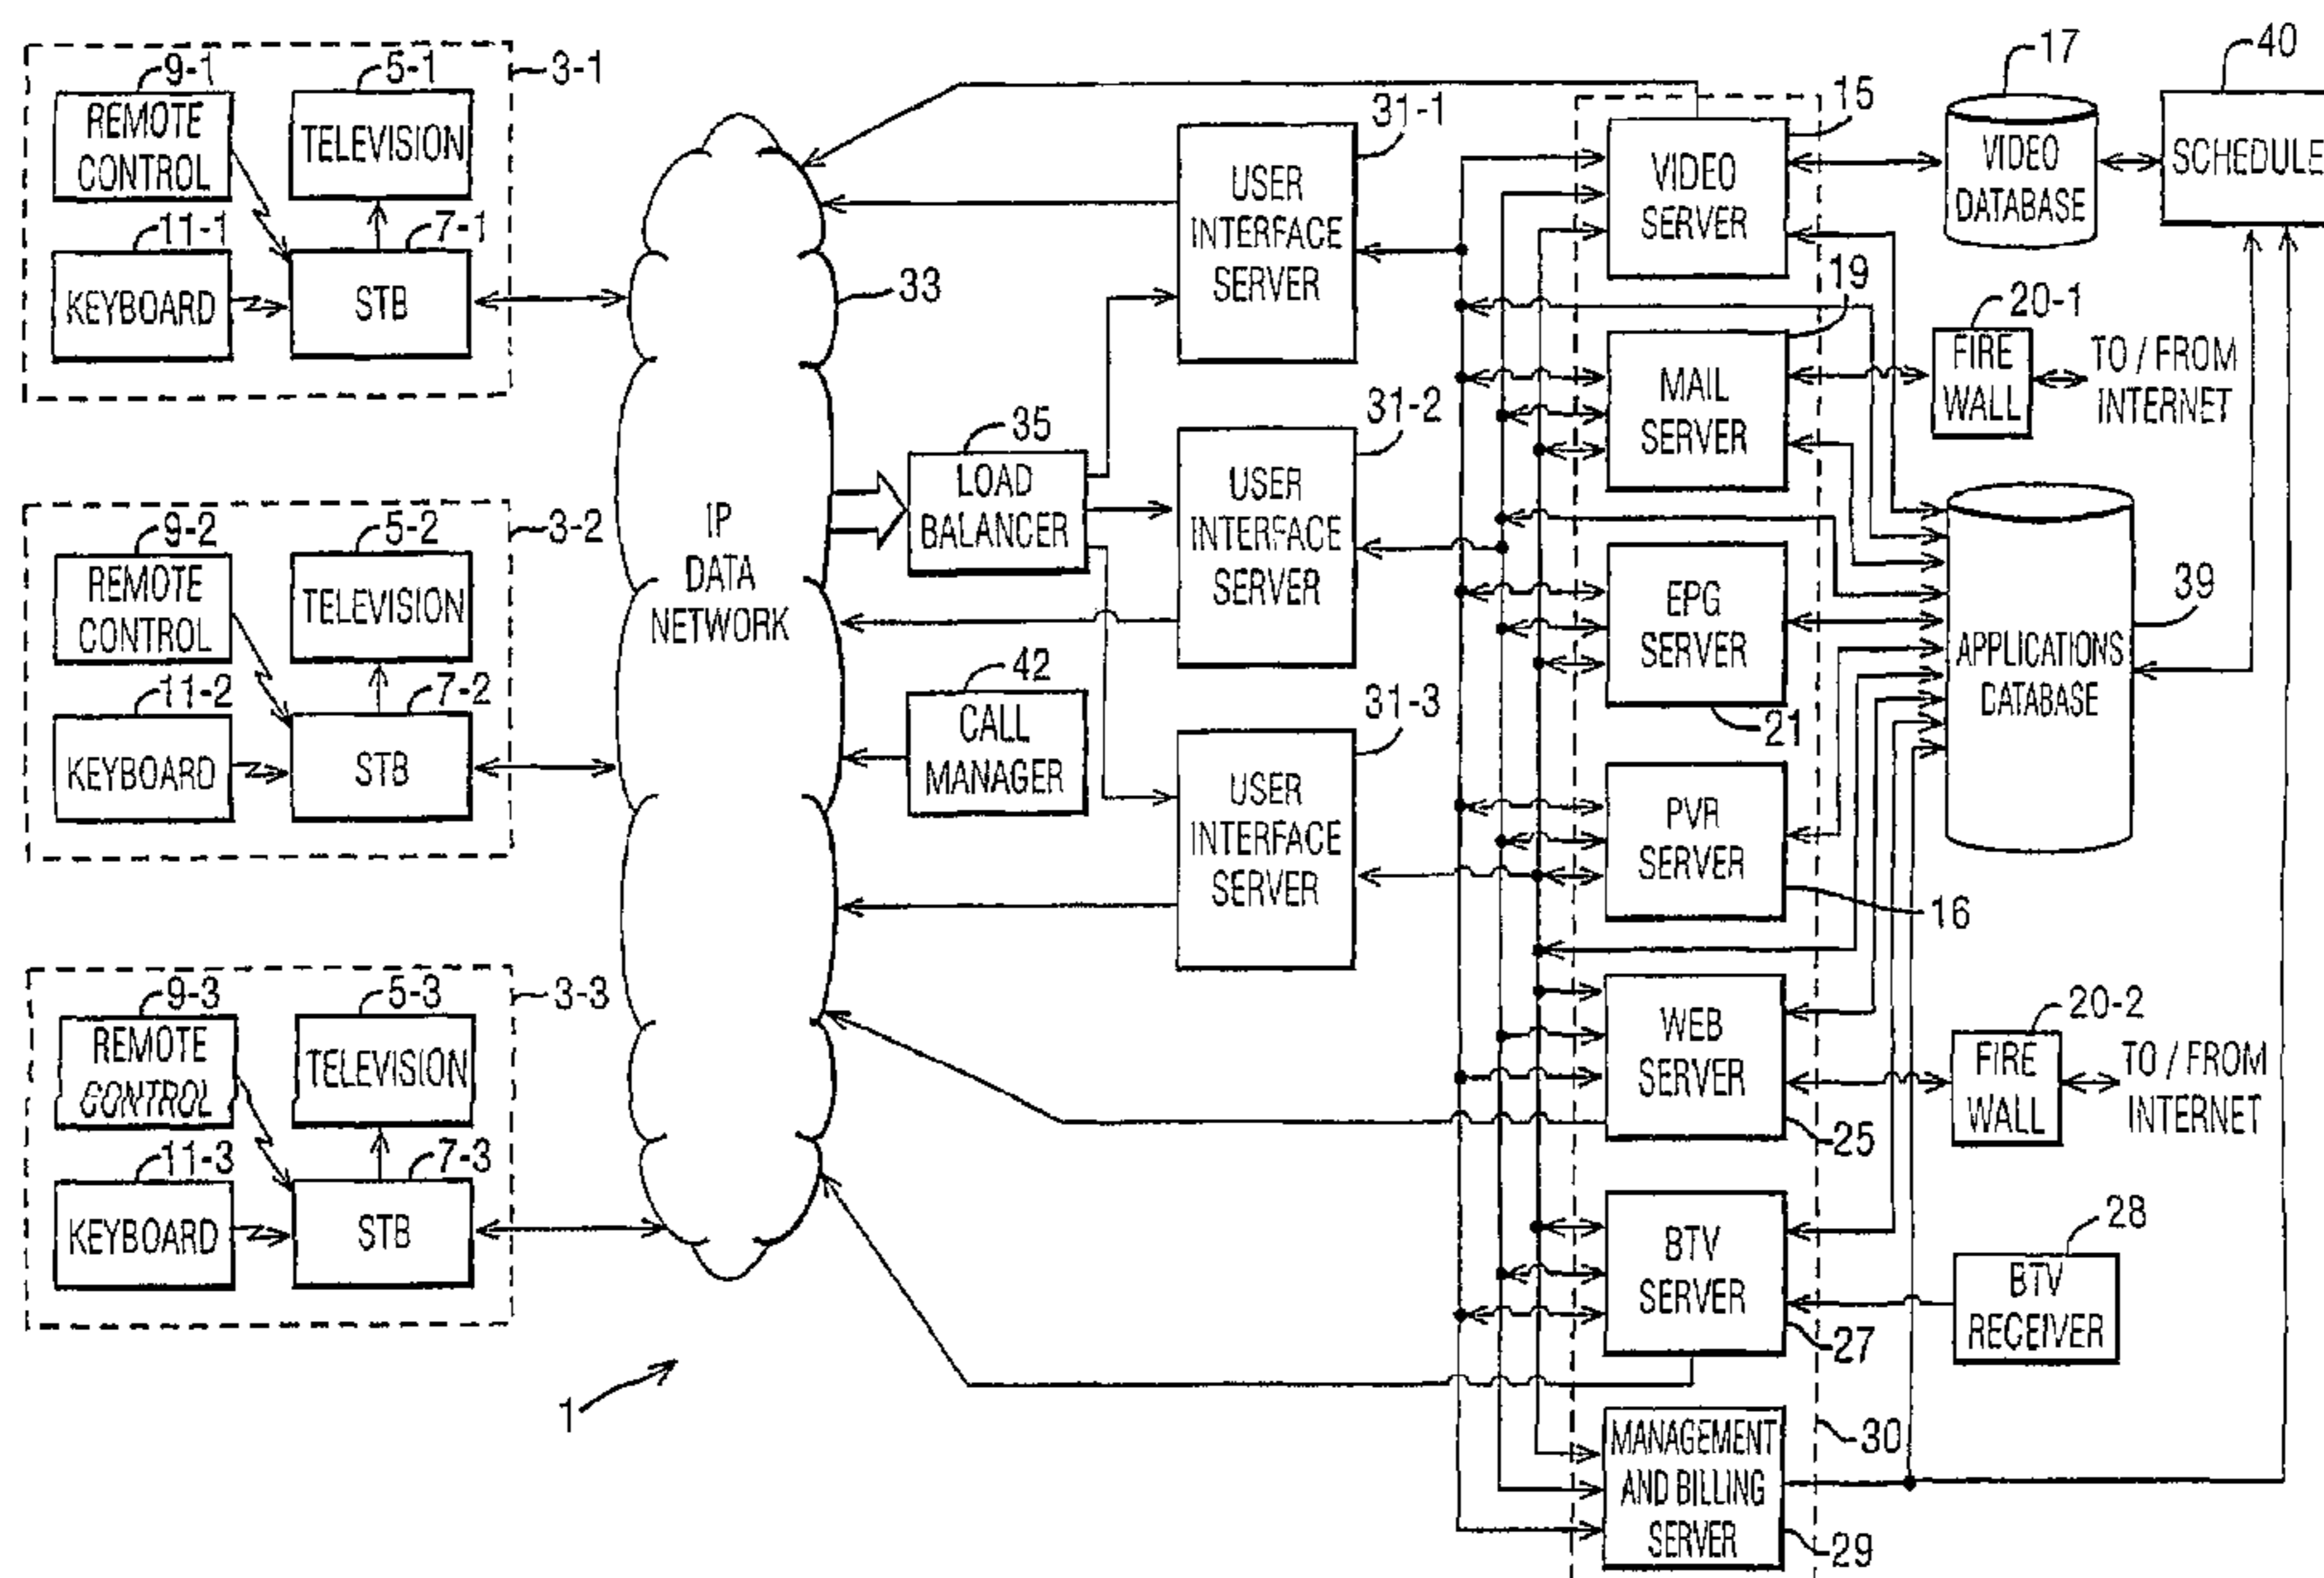 9-1
5-1
3-1
REMOTE
CONTROL
TELEVISION
11-1
7-1
KEYBOARD
STB
9-2
5-2
3-2
REMOTE
CONTROL
TELEVISION
11-2
7-2
KEYBOARD
STB
9-3
5-3
3-3
REMOTE
CONTROL
TELEVISION
11-3
7-3
KEYBOARD
STB
1
33
IP
DATA
NETWORK
35
LOAD
BALANCER
42
CALL
MANAGER
31-1
USER
INTERFACE
SERVER
31-2
USER
INTERFACE
SERVER
31-3
USER
INTERFACE
SERVER
15
VIDEO
SERVER
19
MAIL
SERVER
EPG
SERVER
21
PVR
SERVER
16
WEB
SERVER
25
BTV
SERVER
27
MANAGEMENT
AND BILLING
SERVER
29
30
17
VIDEO
DATABASE
40
SCHEDULE
20-1
FIRE
WALL
TO / FROM
INTERNET
39
APPLICATIONS
DATABASE
20-2
FIRE
WALL
TO / FROM
INTERNET
28
BTV
RECEIVER